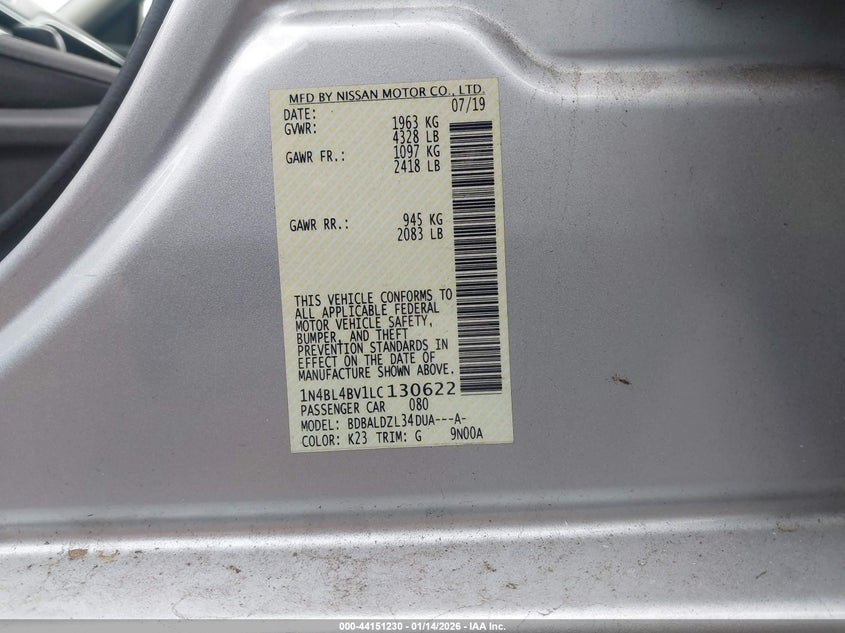 MFD BY NISSAN MOTOR CO., LTD.
DATE: 07/19
GVWR: 1963 KG
4328 LB
GAWR FR.: 1097 KG
2418 LB
GAWR RR.: 945 KG
2083 LB
THIS VEHICLE CONFORMS TO
ALL APPLICABLE FEDERAL
MOTOR VEHICLE SAFETY,
BUMPER, AND THEFT
PREVENTION STANDARDS IN
EFFECT ON THE DATE OF
MANUFACTURE SHOWN ABOVE.
1N4BL4BV1LC130622
PASSENGER CAR 080
MODEL: BDBALDZL34DUA---A-
COLOR: K23 TRIM: G 9N00A
000-44151230 - 01/14/2026 - IAA Inc.